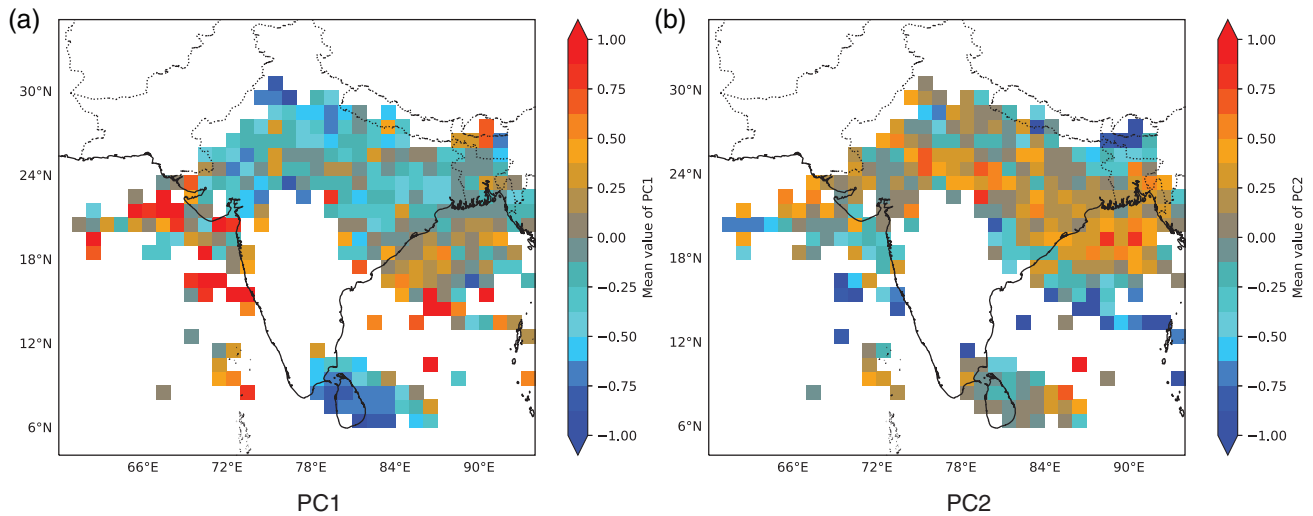 (a)
30°N
24°N
18°N
12°N
6°N
66°E 72°E 78°E 84°E 90°E
PC1
1.00
0.75
0.50
0.25
0.00
−0.25
−0.50
−0.75
−1.00
Mean value of PC1
(b)
30°N
24°N
18°N
12°N
6°N
66°E 72°E 78°E 84°E 90°E
PC2
1.00
0.75
0.50
0.25
0.00
−0.25
−0.50
−0.75
−1.00
Mean value of PC2